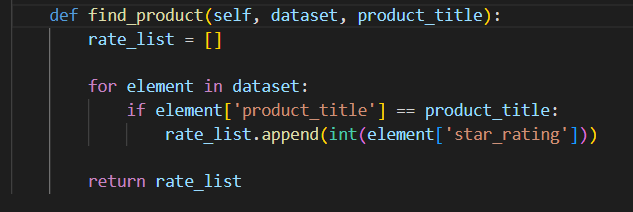 def find_product(self, dataset, product_title):
    rate_list = []

    for element in dataset:
        if element['product_title'] == product_title:
            rate_list.append(int(element['star_rating']))

    return rate_list